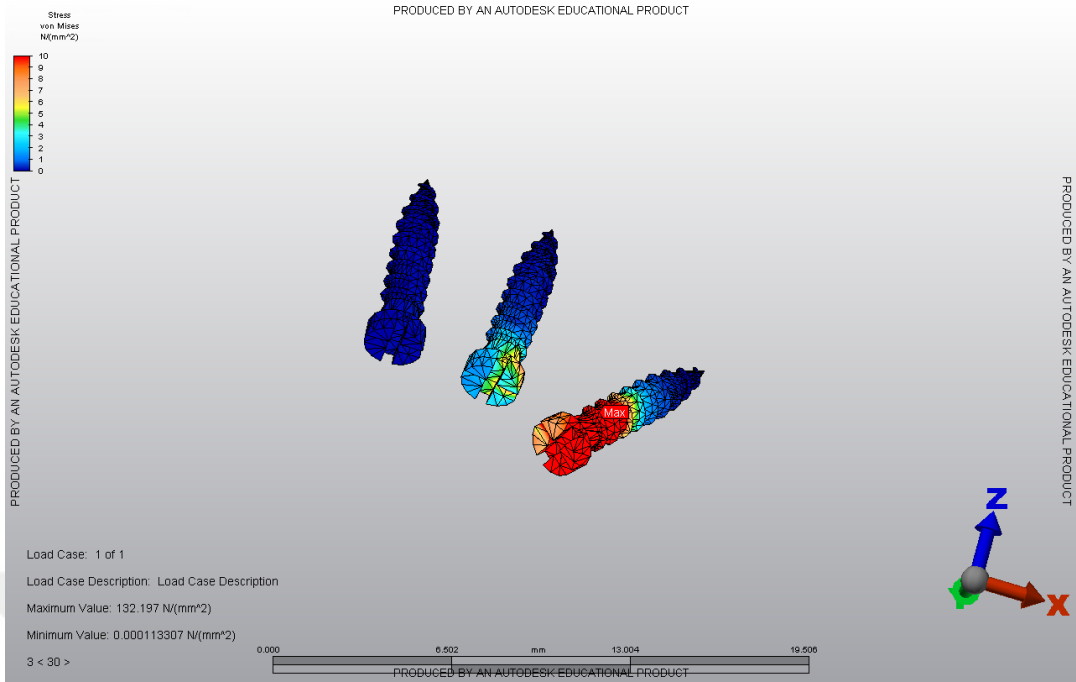 PRODUCED BY AN AUTODESK EDUCATIONAL PRODUCT
Stress
von Mises
N/(mm^2)
10
9
8
7
6
5
4
3
2
1
0
PRODUCED BY AN AUTODESK EDUCATIONAL PRODUCT
PRODUCED BY AN AUTODESK EDUCATIONAL PRODUCT
Max
Z
X
Load Case: 1 of 1
Load Case Description: Load Case Description
Maximum Value: 132.197 N/(mm^2)
Minimum Value: 0.000113307 N/(mm^2)
3 < 30 >
0.000 6.502 mm 13.004 19.506
PRODUCED BY AN AUTODESK EDUCATIONAL PRODUCT